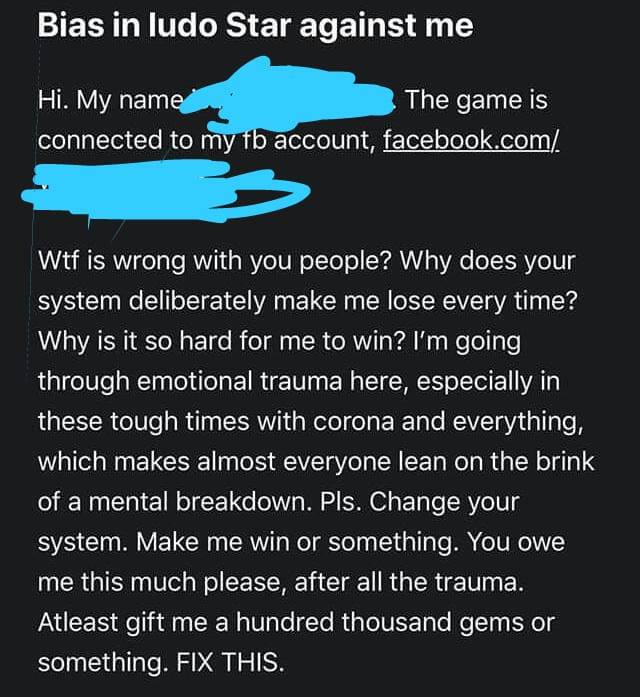 Bias in ludo Star against me
Hi. My name The game is
connected to my fb account, facebook.com/
Wtf is wrong with you people? Why does your
system deliberately make me lose every time?
Why is it so hard for me to win? I'm going
through emotional trauma here, especially in
these tough times with corona and everything,
which makes almost everyone lean on the brink
of a mental breakdown. Pls. Change your
system. Make me win or something. You owe
me this much please, after all the trauma.
Atleast gift me a hundred thousand gems or
something. FIX THIS.